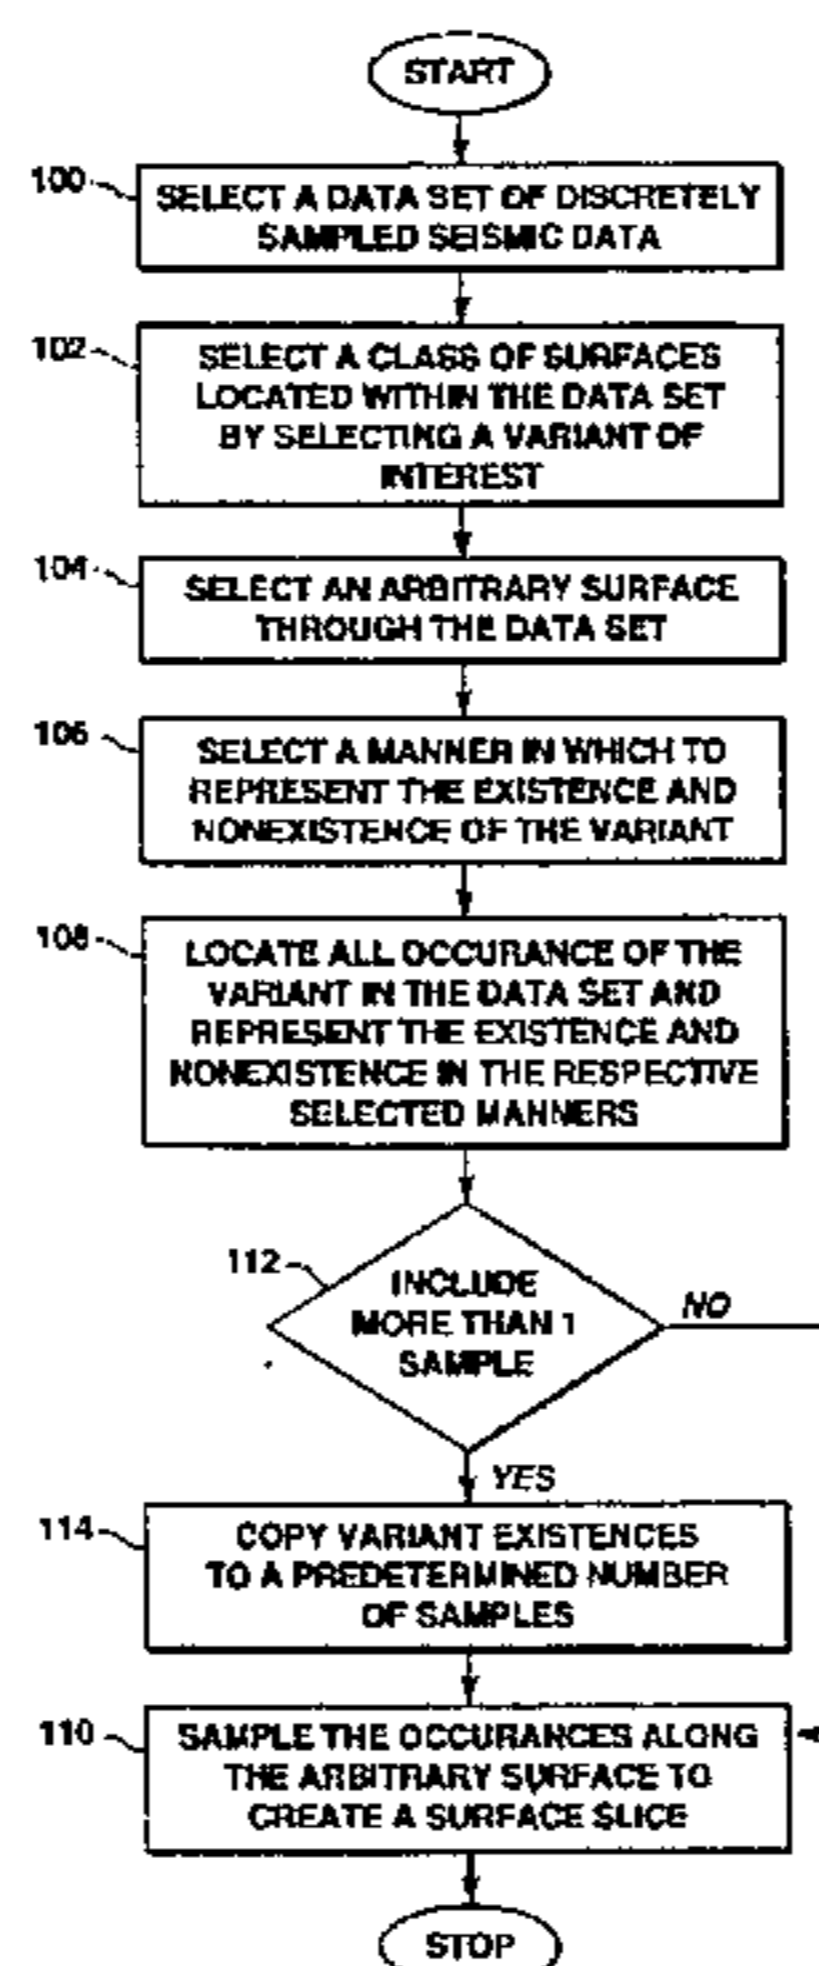 START
100
SELECT A DATA SET OF DISCRETELY
SAMPLED SEISMIC DATA
102
SELECT A CLASS OF SURFACES
LOCATED WITHIN THE DATA SET
BY SELECTING A VARIANT OF
INTEREST
104
SELECT AN ARBITRARY SURFACE
THROUGH THE DATA SET
106
SELECT A MANNER IN WHICH TO
REPRESENT THE EXISTENCE AND
NONEXISTENCE OF THE VARIANT
108
LOCATE ALL OCCURANCE OF THE
VARIANT IN THE DATA SET AND
REPRESENT THE EXISTENCE AND
NONEXISTENCE IN THE RESPECTIVE
SELECTED MANNERS
112
INCLUDE
MORE THAN 1
SAMPLE
NO
YES
114
COPY VARIANT EXISTENCES
TO A PREDETERMINED NUMBER
OF SAMPLES
110
SAMPLE THE OCCURANCES ALONG
THE ARBITRARY SURFACE TO
CREATE A SURFACE SLICE
STOP